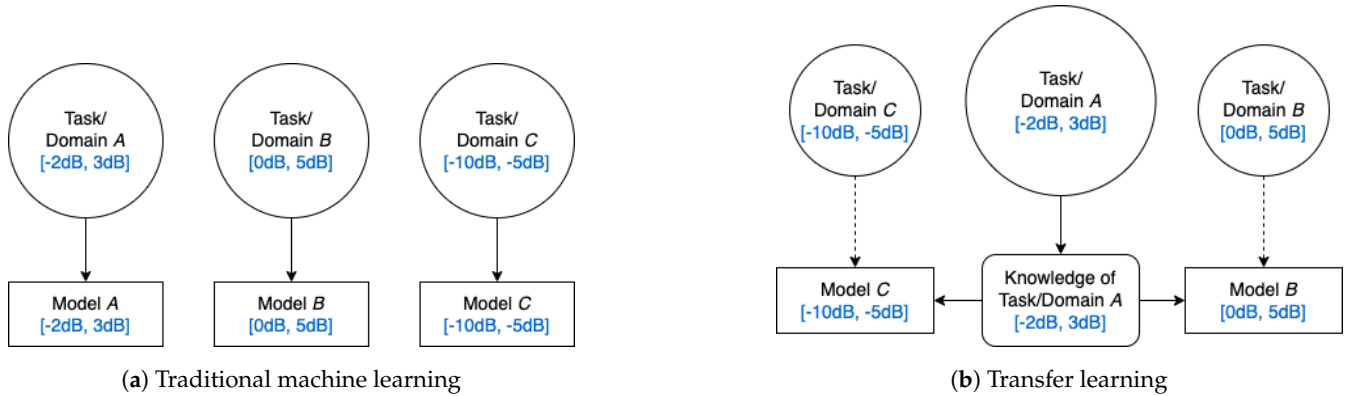 Task/
Domain A
[-2dB, 3dB]
Task/
Domain B
[0dB, 5dB]
Task/
Domain C
[-10dB, -5dB]
Model A
[-2dB, 3dB]
Model B
[0dB, 5dB]
Model C
[-10dB, -5dB]
(a) Traditional machine learning
Task/
Domain C
[-10dB, -5dB]
Task/
Domain A
[-2dB, 3dB]
Task/
Domain B
[0dB, 5dB]
Model C
[-10dB, -5dB]
Knowledge of
Task/Domain A
[-2dB, 3dB]
Model B
[0dB, 5dB]
(b) Transfer learning